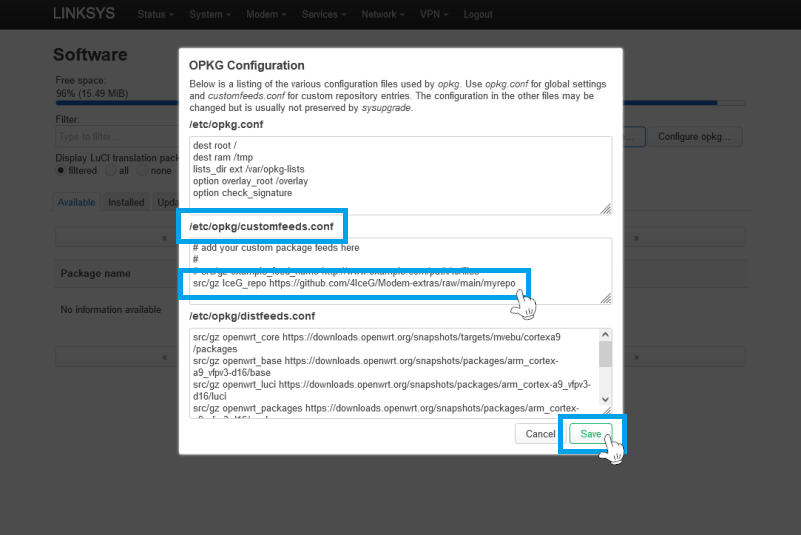 LINKSYS Status System Modem Services Network VPN Logout
Software
Free space:
96% (15.49 MiB)
Filter:
Type to filter…
Configure opkg…
Display LuCI translation pack
filtered all none
Available Installed Upda
« »
Package name
No information available
« »
OPKG Configuration
Below is a listing of the various configuration files used by opkg. Use opkg.conf for global settings
and customfeeds.conf for custom repository entries. The configuration in the other files may be
changed but is usually not preserved by sysupgrade.
/etc/opkg.conf
dest root /
dest ram /tmp
lists_dir ext /var/opkg-lists
option overlay_root /overlay
option check_signature
/etc/opkg/customfeeds.conf
# add your custom package feeds here
#
src/gz IceG_repo https://github.com/4IceG/Modem-extras/raw/main/myrepo
/etc/opkg/distfeeds.conf
src/gz openwrt_core https://downloads.openwrt.org/snapshots/targets/mvebu/cortexa9
/packages
src/gz openwrt_base https://downloads.openwrt.org/snapshots/packages/arm_cortex-
a9_vfpv3-d16/base
src/gz openwrt_luci https://downloads.openwrt.org/snapshots/packages/arm_cortex-a9_vfpv3-
d16/luci
src/gz openwrt_packages https://downloads.openwrt.org/snapshots/packages/arm_cortex-
Cancel Save